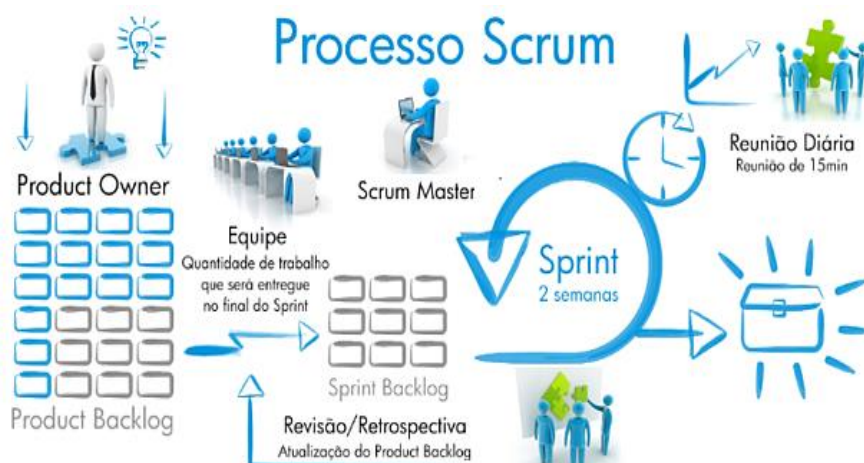 Processo Scrum
Product Owner
Product Backlog
Equipe
Quantidade de trabalho
que será entregue
no final do Sprint
Scrum Master
Sprint Backlog
Sprint
2 semanas
Reunião Diária
Reunião de 15min
Revisão/Retrospectiva
Atualização do Product Backlog